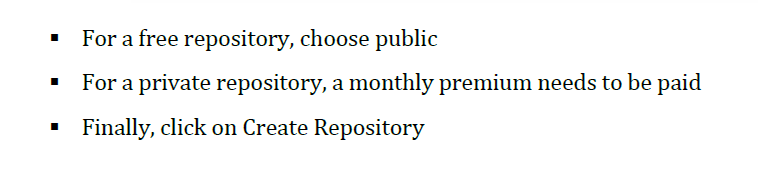 ▪ For a free repository, choose public
▪ For a private repository, a monthly premium needs to be paid
▪ Finally, click on Create Repository